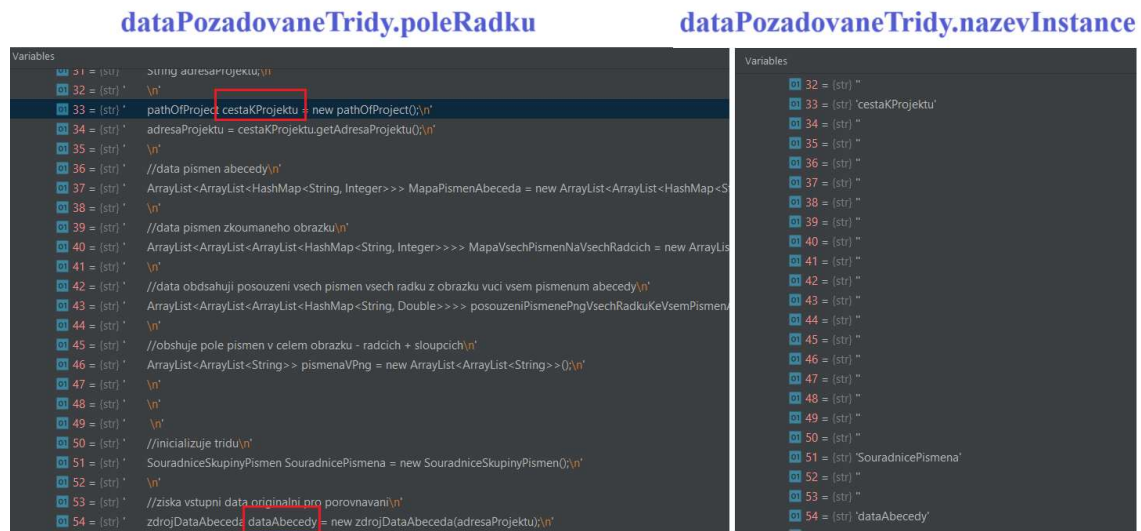 dataPozadovaneTridy.poleRadku
Variables
31 = {str} ' String adresaProjektu;\n'
32 = {str} ' \n'
33 = {str} ' pathOfProject cestaKProjektu = new pathOfProject();\n'
34 = {str} ' adresaProjektu = cestaKProjektu.getAdresaProjektu();\n'
35 = {str} ' \n'
36 = {str} ' //data pismen abecedy\n'
37 = {str} ' ArrayList<ArrayList<HashMap<String, Integer>>> MapaPismenAbeceda = new ArrayList<ArrayList<HashMap<S
38 = {str} ' \n'
39 = {str} ' //data pismen zkoumaneho obrazku\n'
40 = {str} ' ArrayList<ArrayList<ArrayList<HashMap<String, Integer>>>> MapaVsechPismenNaVsechRadcich = new ArrayLis
41 = {str} ' \n'
42 = {str} ' //data obdsahuji posouzeni vsech pismen vsech radku z obrazku vuci vsem pismenum abecedy\n'
43 = {str} ' ArrayList<ArrayList<ArrayList<HashMap<String, Double>>>> posouzeniPismenePngVsechRadkuKeVsemPismen
44 = {str} ' \n'
45 = {str} ' //obshuje pole pismen v celem obrazku - radcich + sloupcich\n'
46 = {str} ' ArrayList<ArrayList<String>> pismenaVPng = new ArrayList<ArrayList<String>>();\n'
47 = {str} ' \n'
48 = {str} ' \n'
49 = {str} ' \n'
50 = {str} ' //inicializuje tridu\n'
51 = {str} ' SouradniceSkupinyPismen SouradnicePismena = new SouradniceSkupinyPismen();\n'
52 = {str} ' \n'
53 = {str} ' //ziska vstupni data originalni pro porovnavani\n'
54 = {str} ' zdrojDataAbeceda dataAbecedy = new zdrojDataAbeceda(adresaProjektu);\n'
dataPozadovaneTridy.nazevInstance
Variables
32 = {str} ''
33 = {str} 'cestaKProjektu'
34 = {str} ''
35 = {str} ''
36 = {str} ''
37 = {str} ''
38 = {str} ''
39 = {str} ''
40 = {str} ''
41 = {str} ''
42 = {str} ''
43 = {str} ''
44 = {str} ''
45 = {str} ''
46 = {str} ''
47 = {str} ''
48 = {str} ''
49 = {str} ''
50 = {str} ''
51 = {str} 'SouradnicePismena'
52 = {str} ''
53 = {str} ''
54 = {str} 'dataAbecedy'